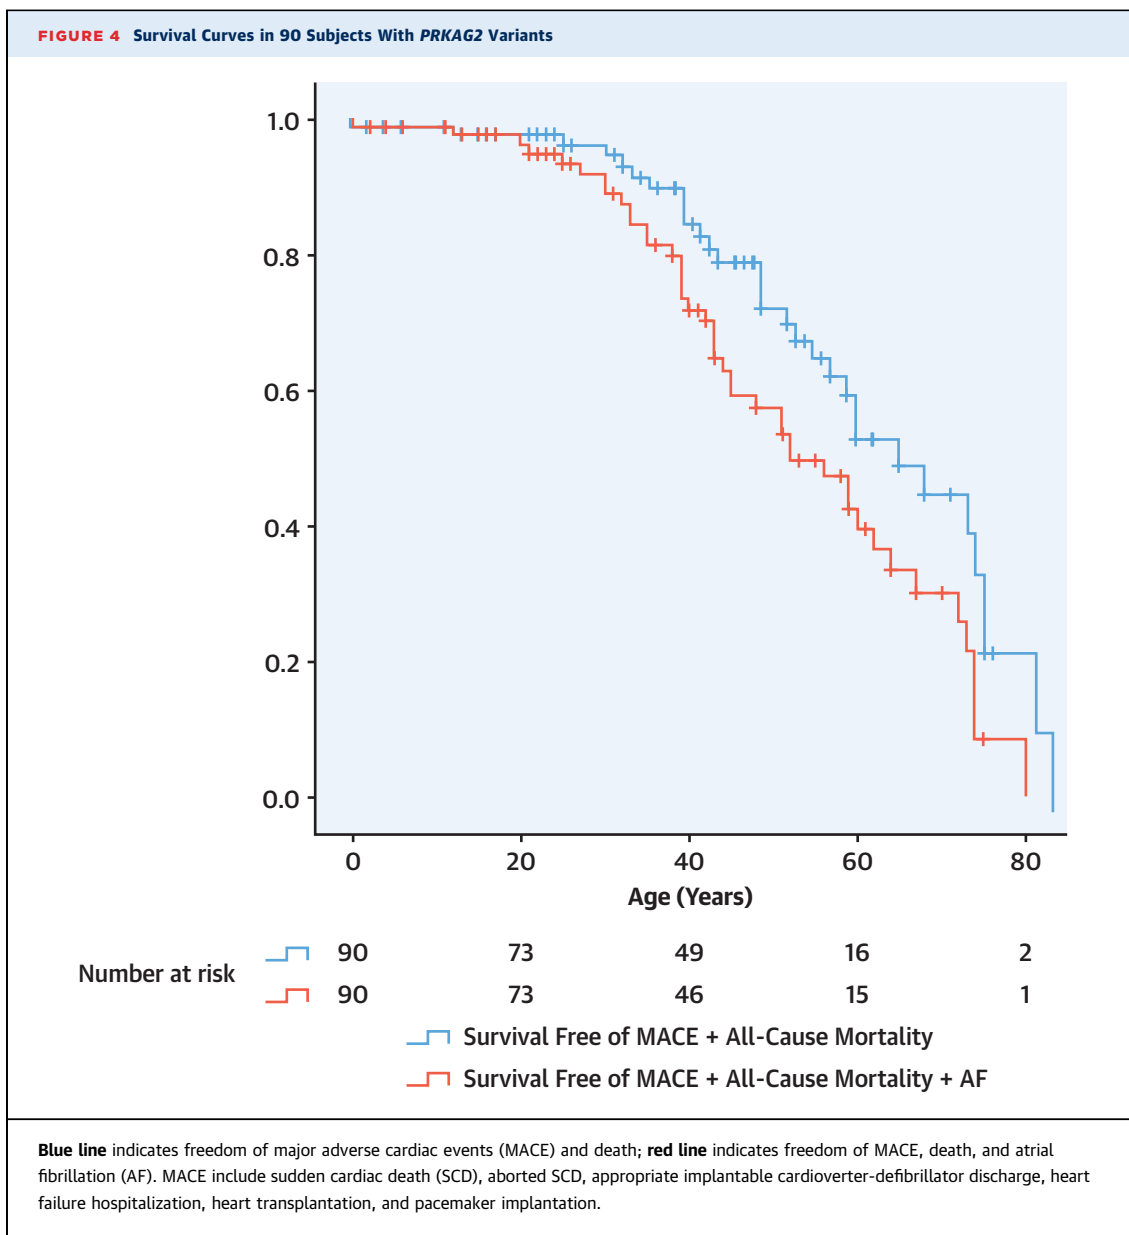 FIGURE 4 Survival Curves in 90 Subjects With PRKAG2 Variants
1.0
0.8
0.6
0.4
0.2
0.0
0 20 40 60 80
Age (Years)
Number at risk
90 73 49 16 2
90 73 46 15 1
Survival Free of MACE + All-Cause Mortality
Survival Free of MACE + All-Cause Mortality + AF
Blue line indicates freedom of major adverse cardiac events (MACE) and death; red line indicates freedom of MACE, death, and atrial
fibrillation (AF). MACE include sudden cardiac death (SCD), aborted SCD, appropriate implantable cardioverter-defibrillator discharge, heart
failure hospitalization, heart transplantation, and pacemaker implantation.